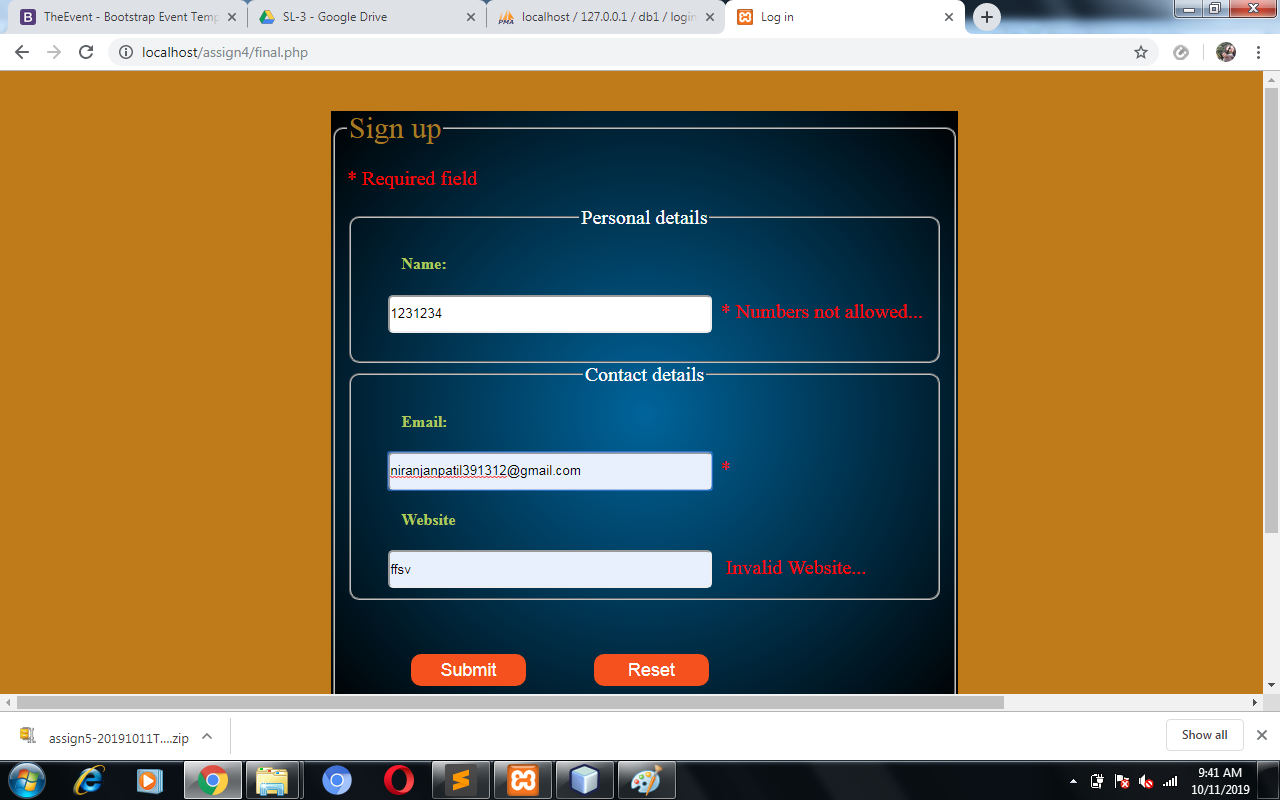 TheEvent - Bootstrap Event Temp
SL-3 - Google Drive
localhost / 127.0.0.1 / db1 / login
Log in
localhost/assign4/final.php
Sign up
* Required field
Personal details
Name:
1231234
* Numbers not allowed...
Contact details
Email:
niranjanpatil391312@gmail.com
*
Website
ffsv
Invalid Website...
Submit
Reset
assign5-20191011T....zip
Show all
9:41 AM
10/11/2019